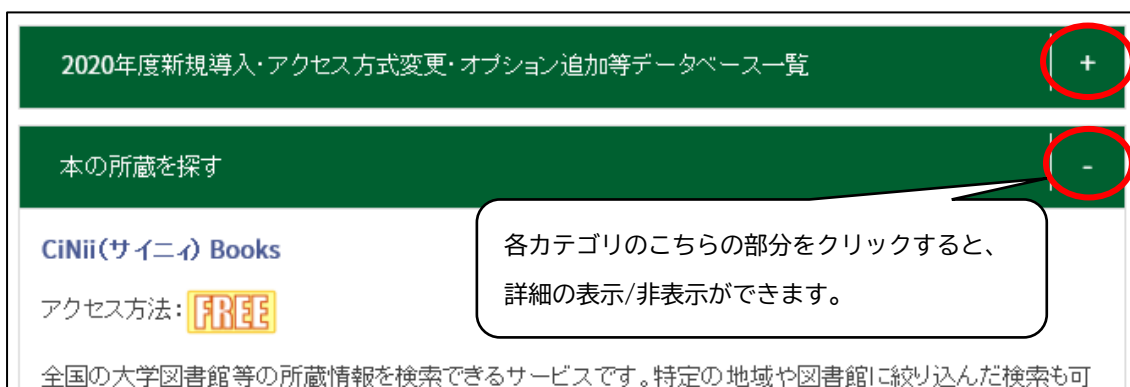 2020年度新規導入・アクセス方式変更・オプション追加等データベース一覧 +
本の所蔵を探す -
各カテゴリのこちらの部分をクリックすると、
詳細の表示/非表示ができます。
CiNii(サイニィ) Books
アクセス方法：FREE
全国の大学図書館等の所蔵情報を検索できるサービスです。特定の地域や図書館に絞り込んだ検索も可